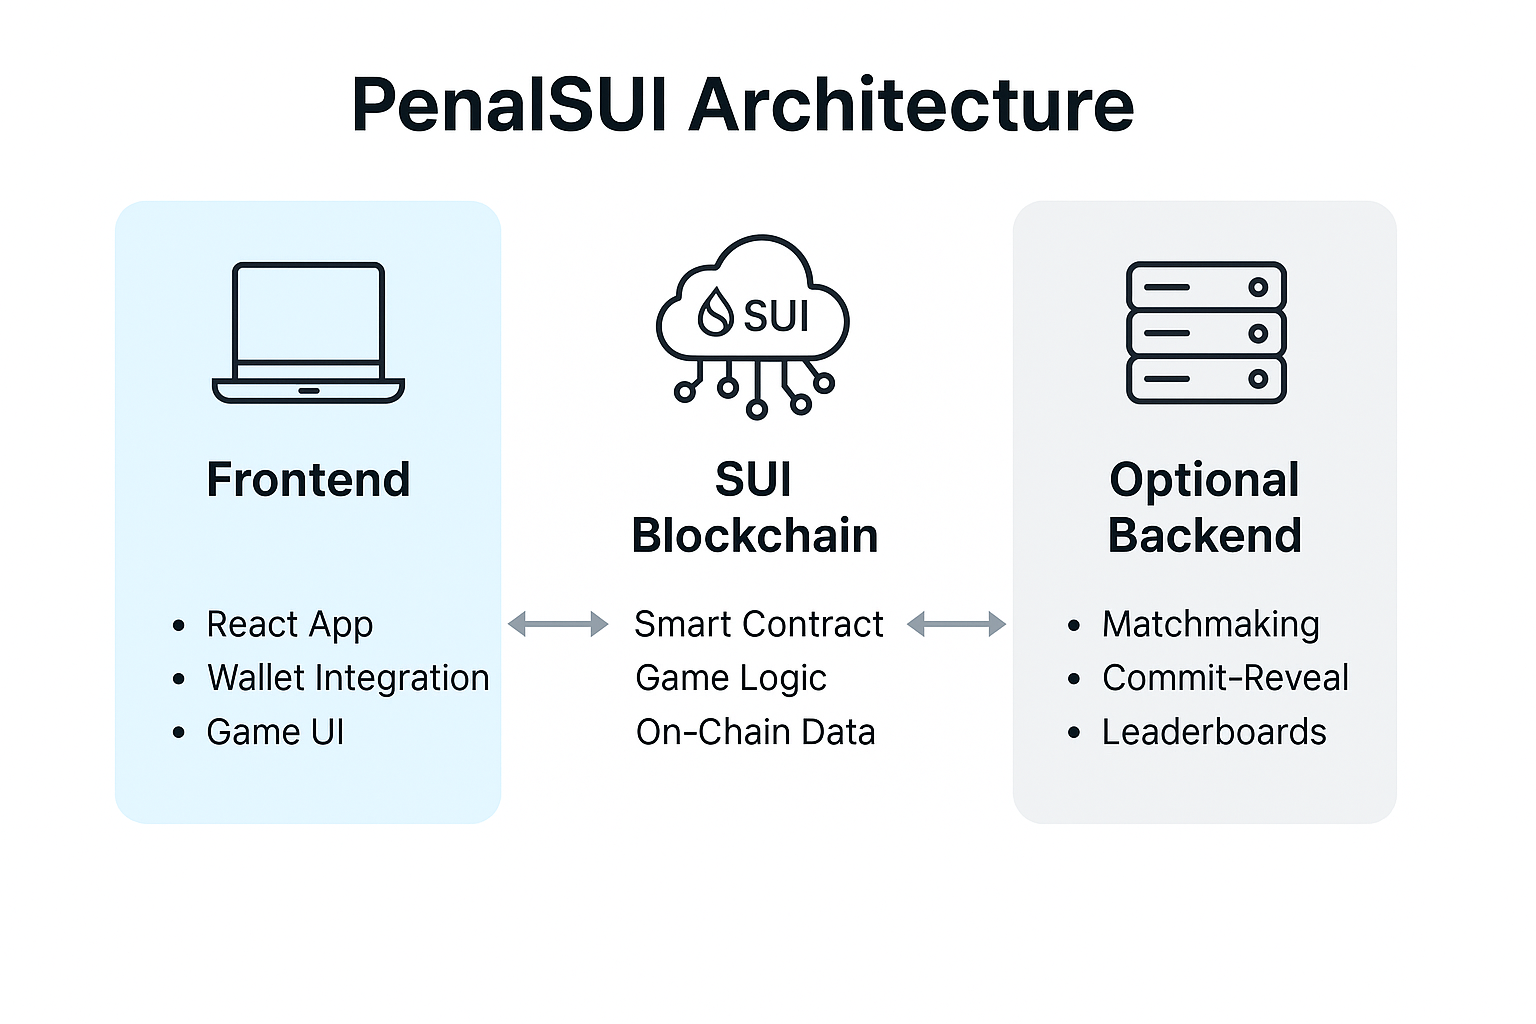 PenalSUI Architecture
SUI
Frontend
• React App
• Wallet Integration
• Game UI
SUI
Blockchain
Smart Contract
Game Logic
On-Chain Data
Optional
Backend
• Matchmaking
• Commit-Reveal
• Leaderboards